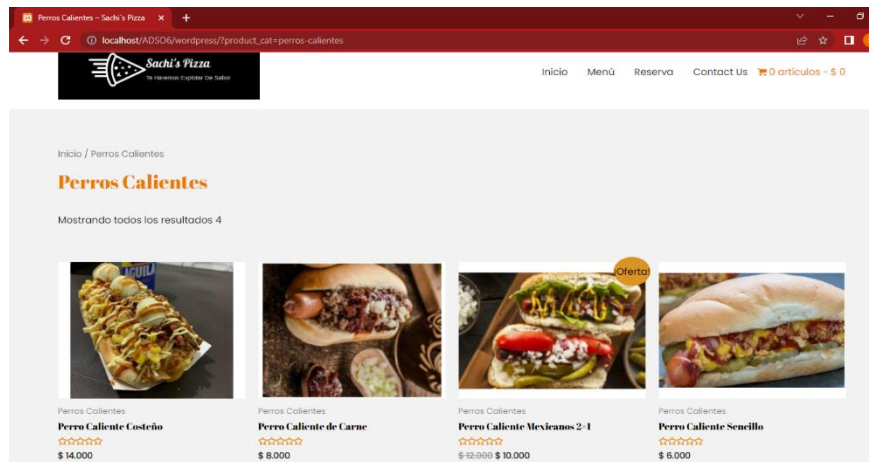 Perros Calientes – Sachi's Pizza
localhost/ADSO6/wordpress/?product_cat=perros-calientes
Sachi's Pizza
Te Haremos Explotar De Sabor
Inicio Menú Reserva Contact Us 0 artículos - $ 0
Inicio / Perros Calientes
Perros Calientes
Mostrando todos los resultados 4
AGUILA
¡Oferta!
Perros Calientes Perros Calientes Perros Calientes Perros Calientes
Perro Caliente Costeño Perro Caliente de Carne Perro Caliente Mexicanos 2×1 Perro Caliente Sencillo
$ 14.000 $ 8.000 $ 12.000 $ 10.000 $ 6.000